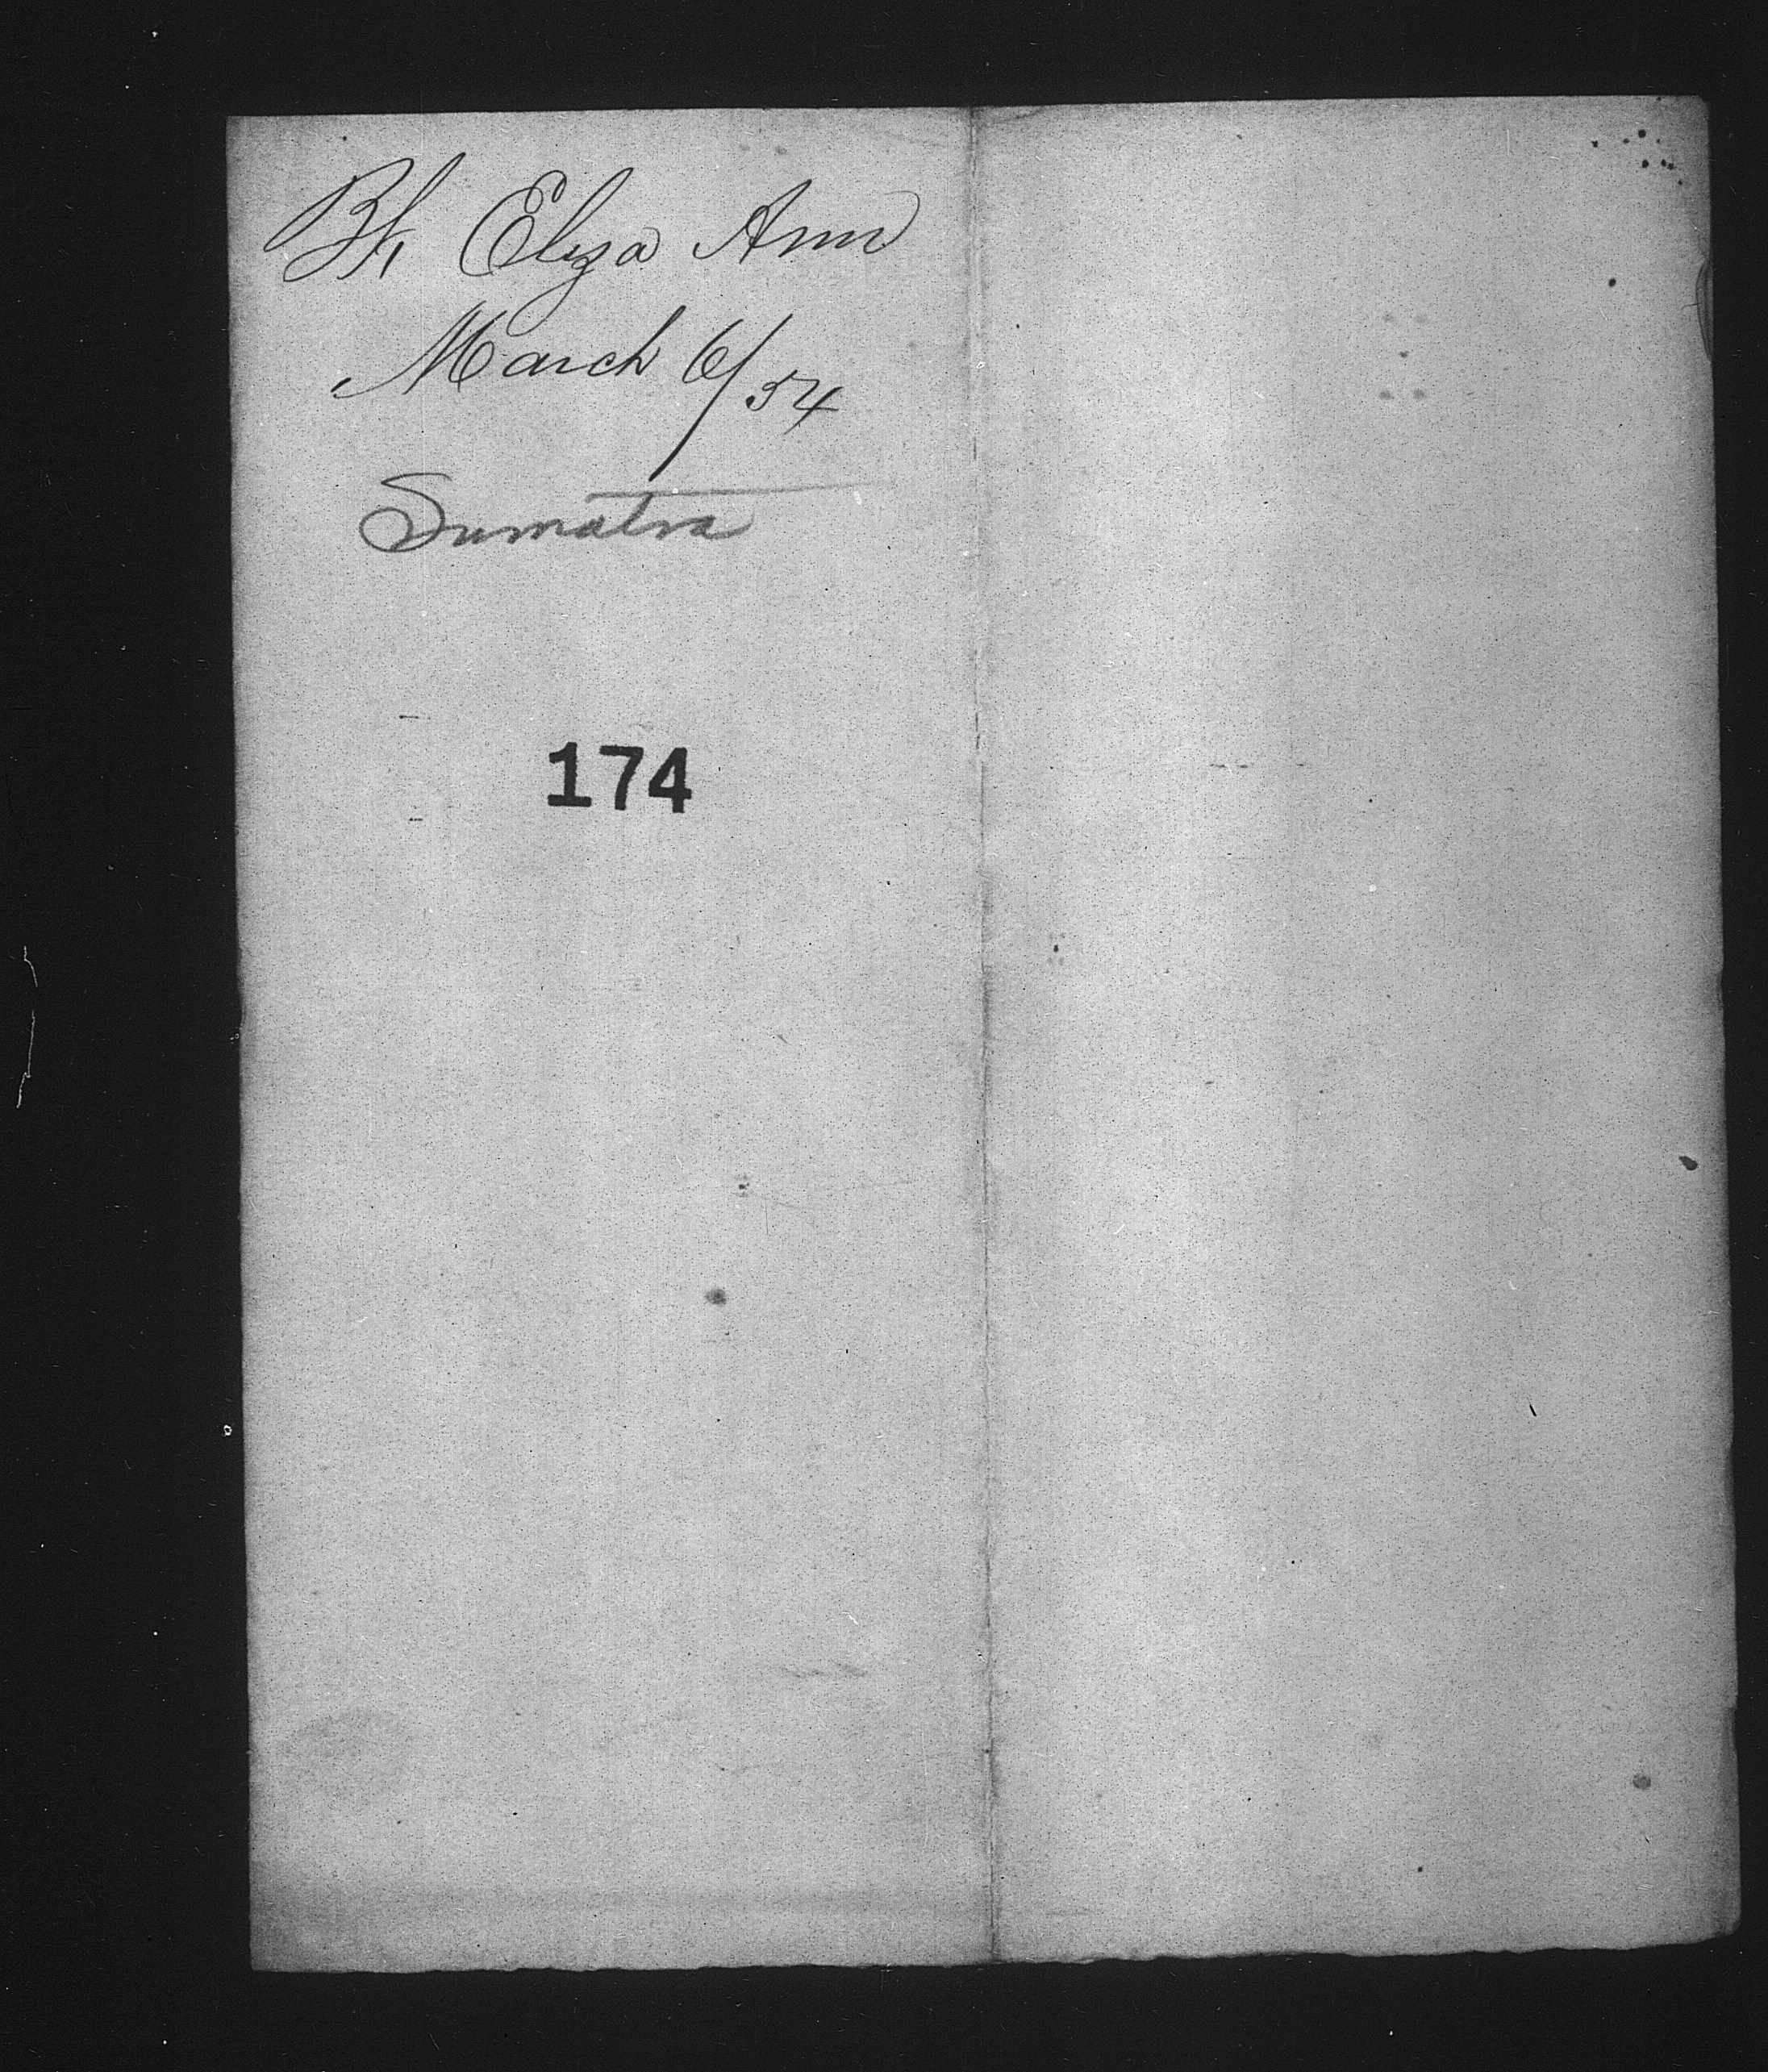 Bk Eliza Ann
March 6/54
Sumatra
174